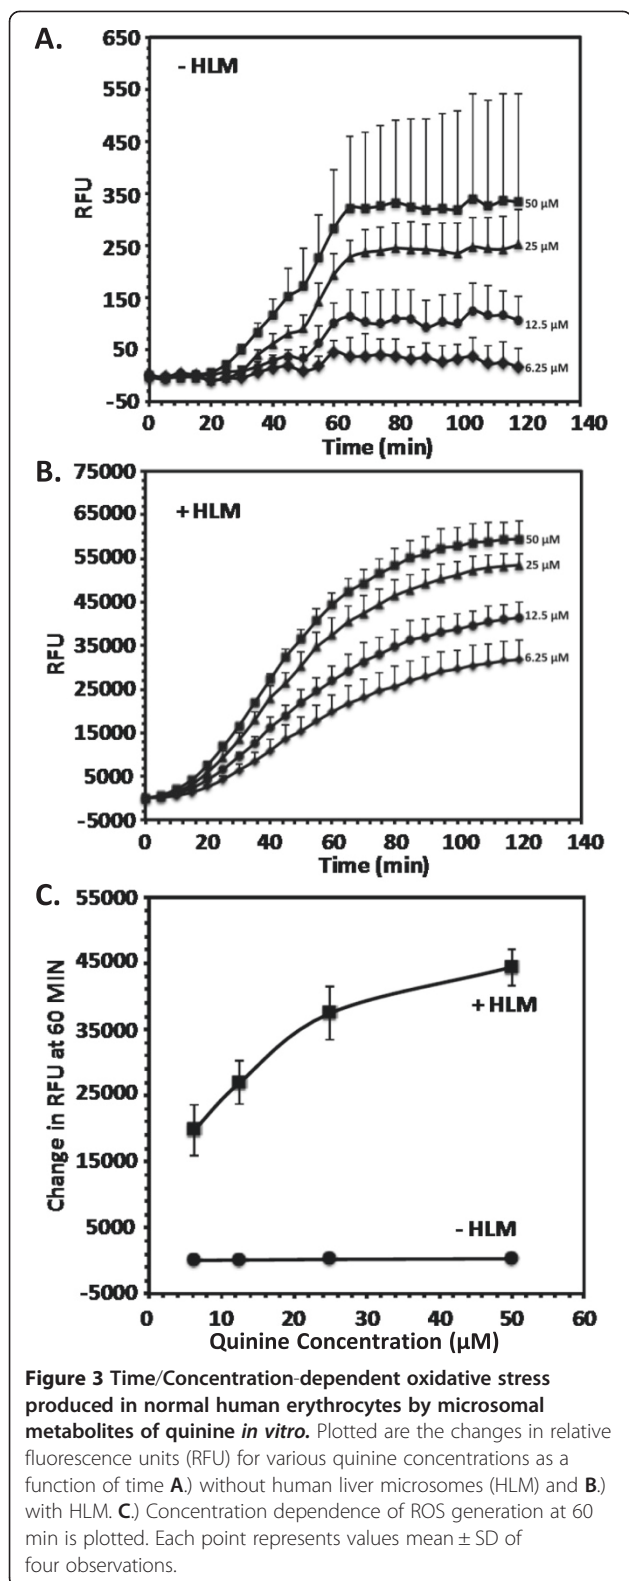 A.
650
550
450
350
250
150
50
-50
RFU
- HLM
50 µM
25 µM
12.5 µM
6.25 µM
0 20 40 60 80 100 120 140
Time (min)
B.
75000
65000
55000
45000
35000
25000
15000
5000
-5000
RFU
+ HLM
50 µM
25 µM
12.5 µM
6.25 µM
0 20 40 60 80 100 120 140
Time (min)
C.
55000
45000
35000
25000
15000
5000
-5000
Change in RFU at 60 MIN
+ HLM
- HLM
0 10 20 30 40 50 60
Quinine Concentration (µM)
Figure 3 Time/Concentration-dependent oxidative stress
produced in normal human erythrocytes by microsomal
metabolites of quinine in vitro. Plotted are the changes in relative
fluorescence units (RFU) for various quinine concentrations as a
function of time A.) without human liver microsomes (HLM) and B.)
with HLM. C.) Concentration dependence of ROS generation at 60
min is plotted. Each point represents values mean ± SD of
four observations.